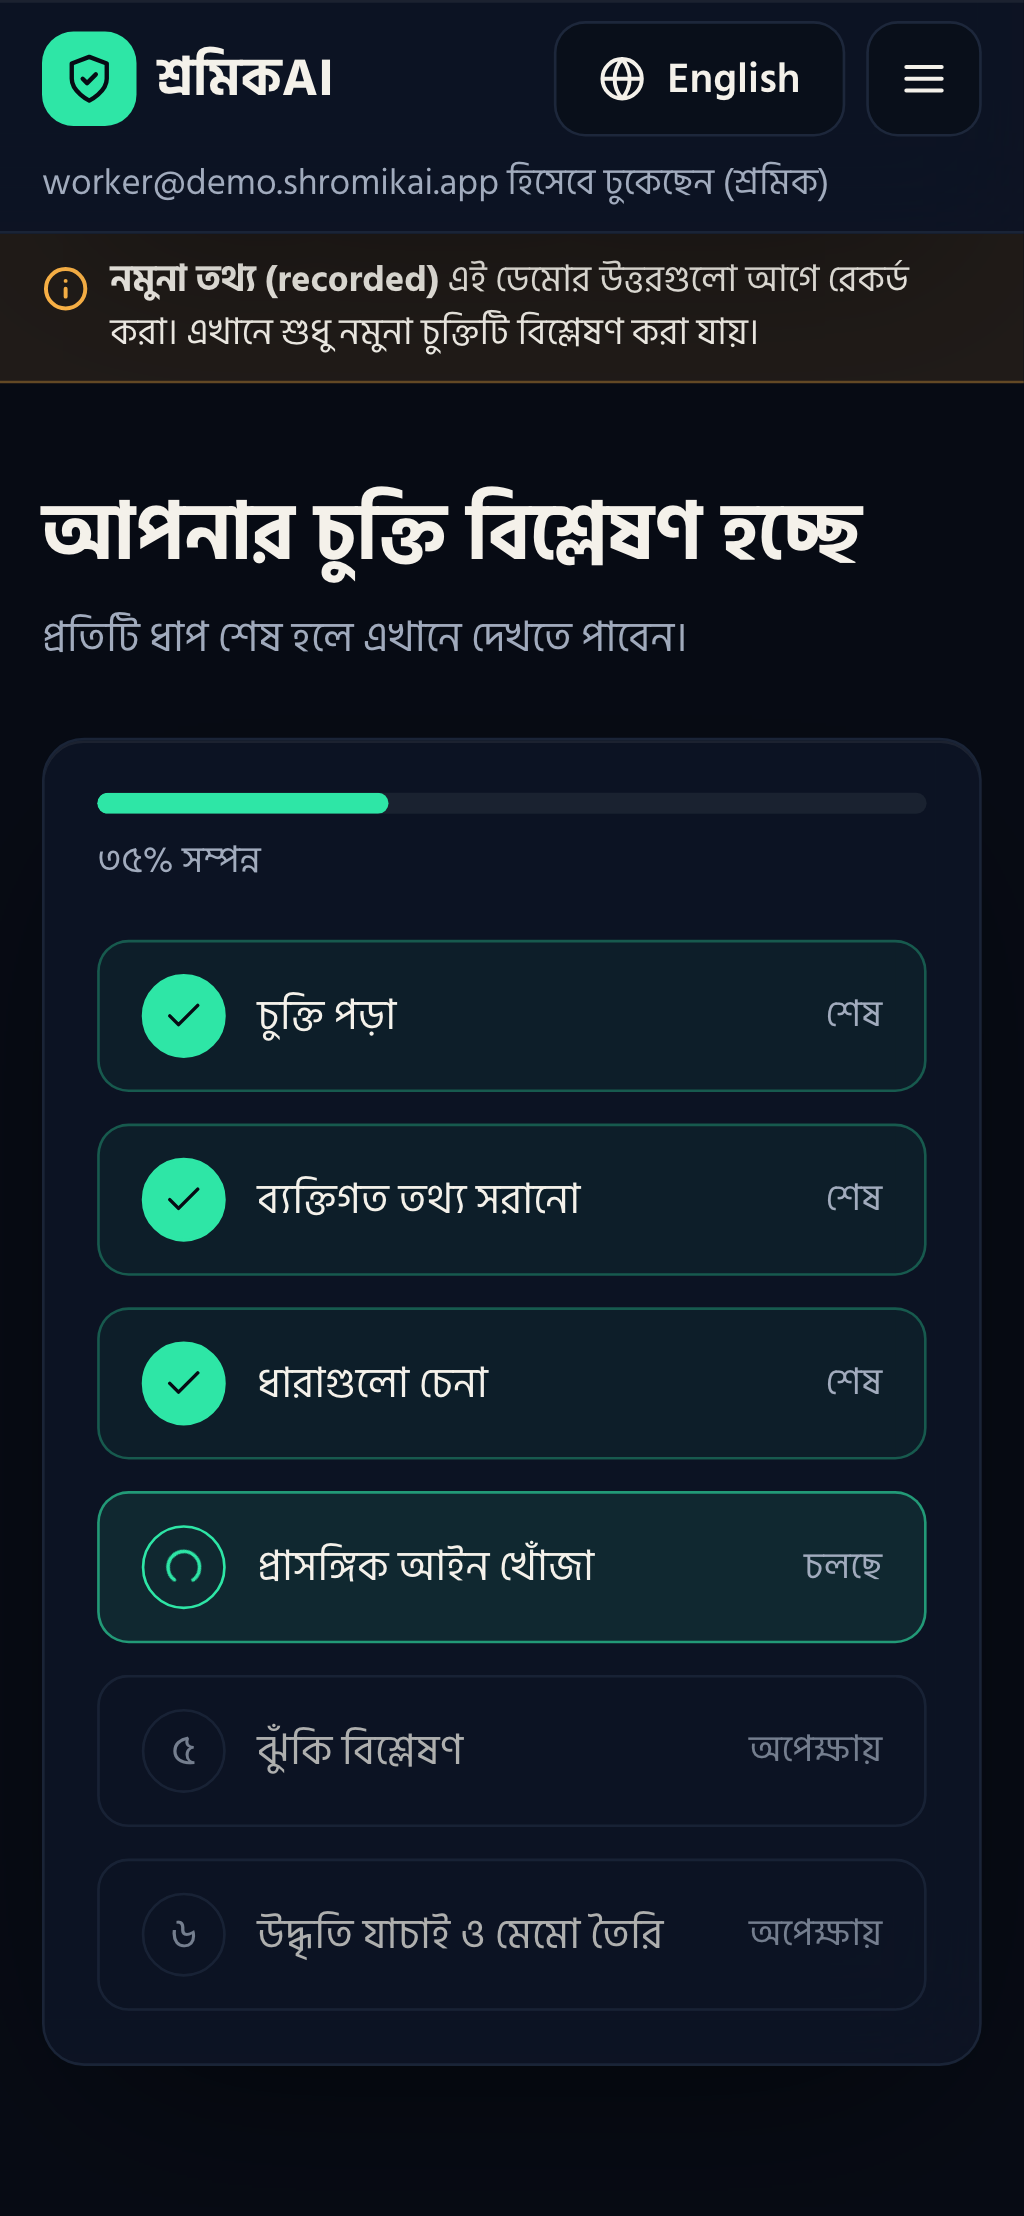 শ্রমিকAI
English
worker@demo.shromikai.app হিসেবে ঢুকেছেন (শ্রমিক)
নমুনা তথ্য (recorded) এই ডেমোর উত্তরগুলো আগে রেকর্ড
করা। এখানে শুধু নমুনা চুক্তিটি বিশ্লেষণ করা যায়।
আপনার চুক্তি বিশ্লেষণ হচ্ছে
প্রতিটি ধাপ শেষ হলে এখানে দেখতে পাবেন।
৩৫% সম্পন্ন
চুক্তি পড়া শেষ
ব্যক্তিগত তথ্য সরানো শেষ
ধারাগুলো চেনা শেষ
প্রাসঙ্গিক আইন খোঁজা চলছে
৫ ঝুঁকি বিশ্লেষণ অপেক্ষায়
৬ উদ্ধৃতি যাচাই ও মেমো তৈরি অপেক্ষায়